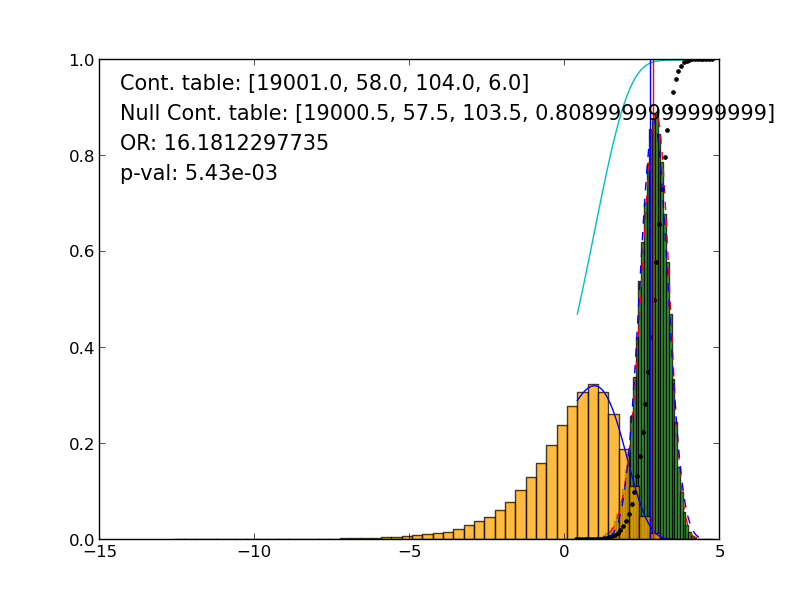 1.0
Cont. table: [19001.0, 58.0, 104.0, 6.0]
Null Cont. table: [19000.5, 57.5, 103.5, 0.8089999999999999]
OR: 16.1812297735
p-val: 5.43e-03
0.8
0.6
0.4
0.2
0.0
−15 −10 −5 0 5